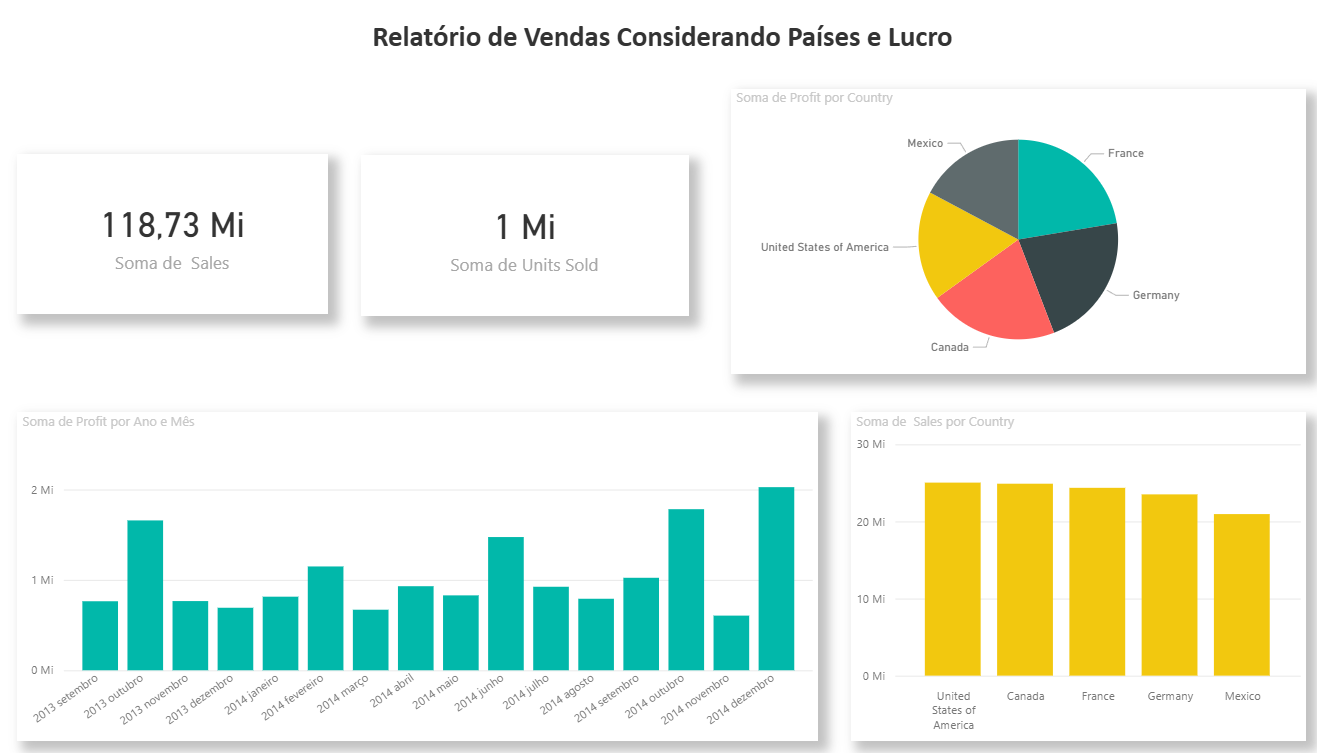 Relatório de Vendas Considerando Países e Lucro
118,73 Mi
Soma de  Sales
1 Mi
Soma de Units Sold
Soma de Profit por Country
Mexico
France
United States of America
Germany
Canada
Soma de Profit por Ano e Mês
2 Mi
1 Mi
0 Mi
2013 setembro
2013 outubro
2013 novembro
2013 dezembro
2014 janeiro
2014 fevereiro
2014 março
2014 abril
2014 maio
2014 junho
2014 julho
2014 agosto
2014 setembro
2014 outubro
2014 novembro
2014 dezembro
Soma de  Sales por Country
30 Mi
20 Mi
10 Mi
0 Mi
United
States of
America
Canada
France
Germany
Mexico